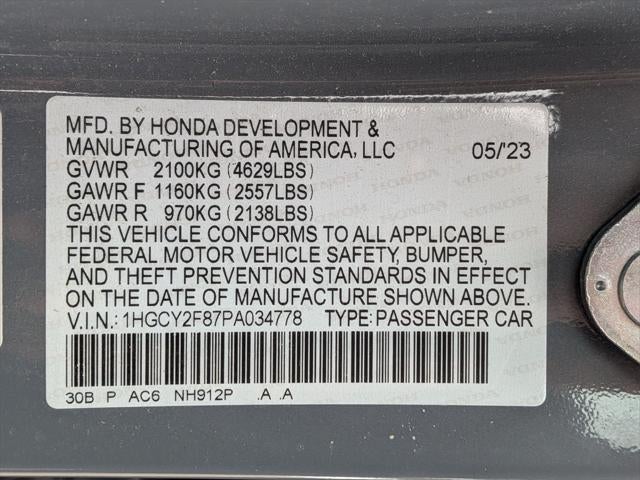 MFD. BY HONDA DEVELOPMENT &
MANUFACTURING OF AMERICA, LLC 05/'23
GVWR 2100KG (4629LBS)
GAWR F 1160KG (2557LBS)
GAWR R 970KG (2138LBS)
THIS VEHICLE CONFORMS TO ALL APPLICABLE
FEDERAL MOTOR VEHICLE SAFETY, BUMPER,
AND THEFT PREVENTION STANDARDS IN EFFECT
ON THE DATE OF MANUFACTURE SHOWN ABOVE.
V.I.N.: 1HGCY2F87PA034778 TYPE: PASSENGER CAR
30B P AC6 NH912P .A .A